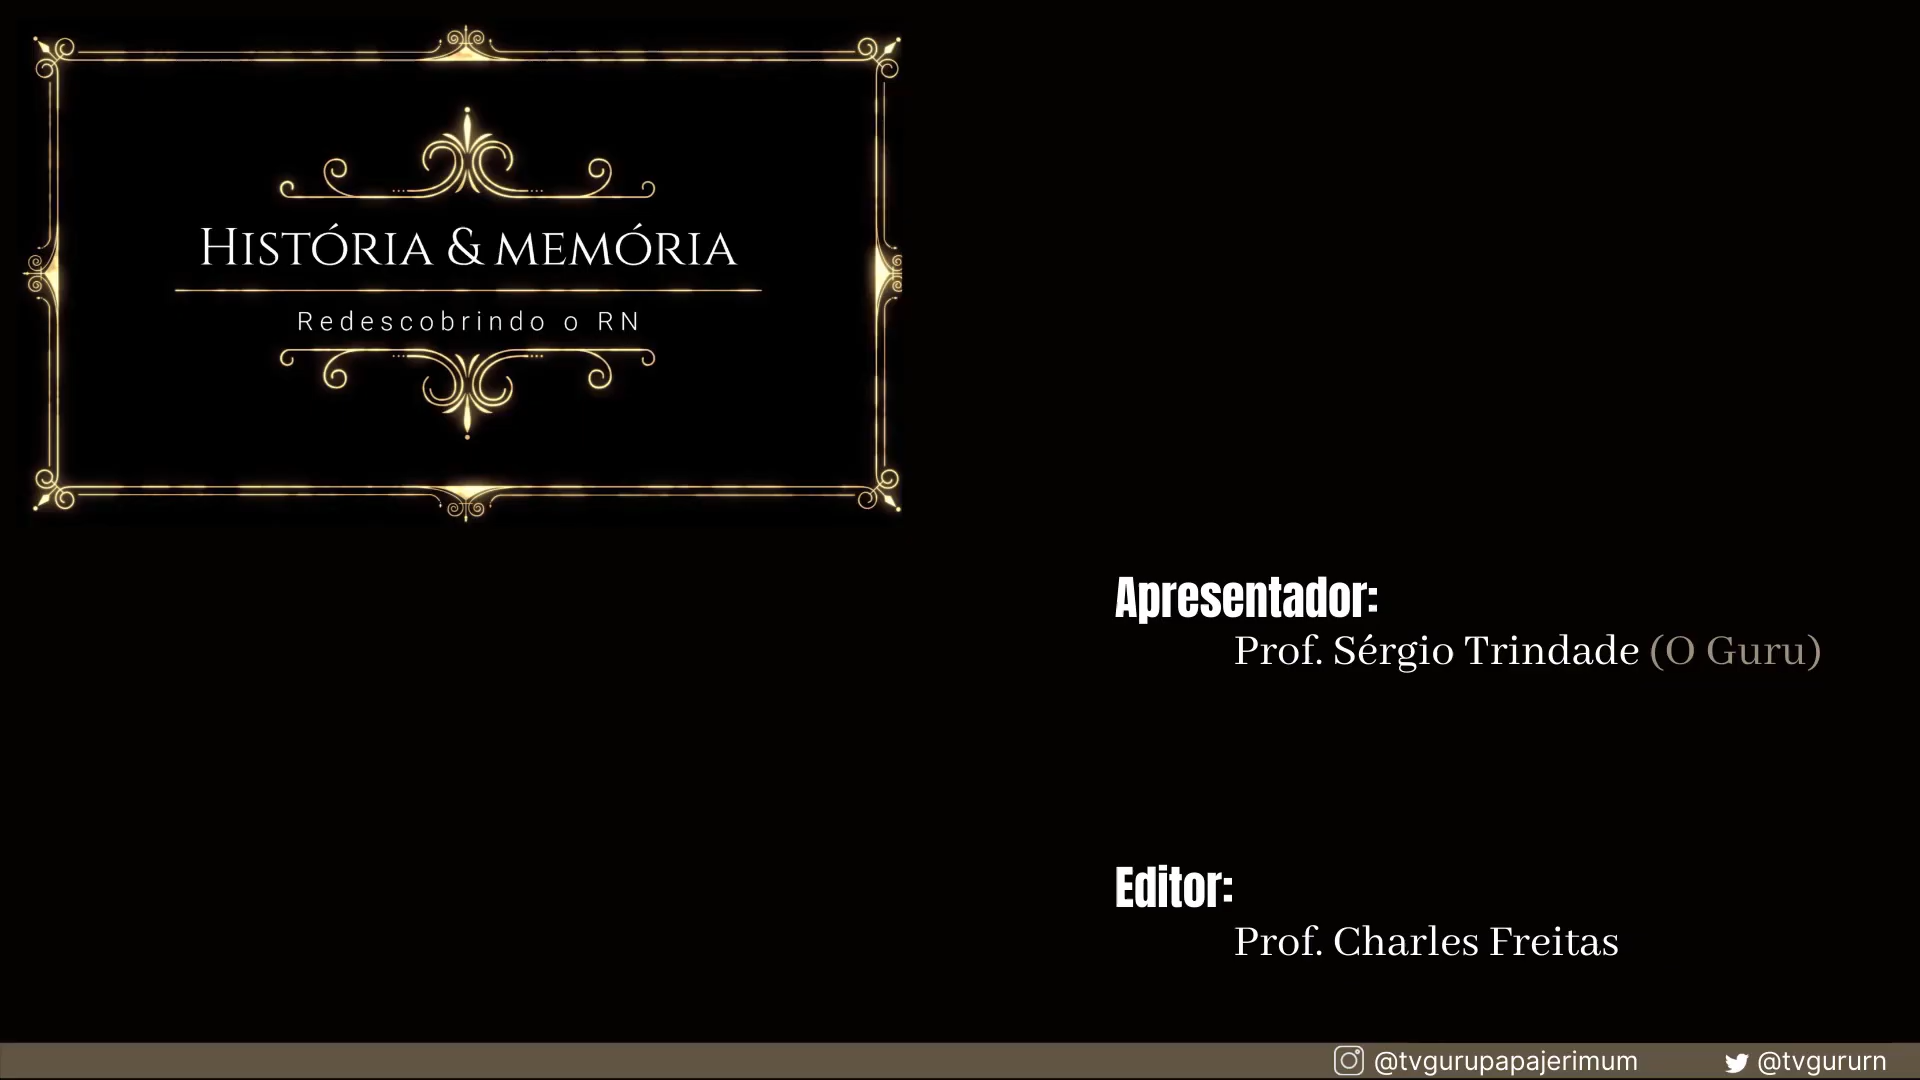 História & memória
Redescobrindo o RN
Apresentador:
Prof. Sérgio Trindade (O Guru)
Editor:
Prof. Charles Freitas
@tvgurupapajerimum @tvgururn